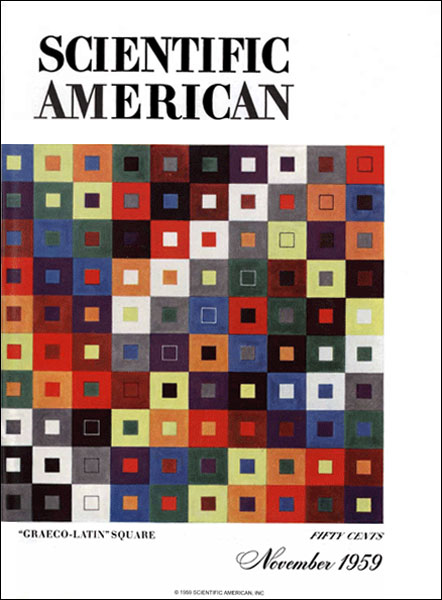 SCIENTIFIC
AMERICAN
"GRAECO-LATIN" SQUARE
FIFTY CENTS
November 1959
© 1959 SCIENTIFIC AMERICAN, INC